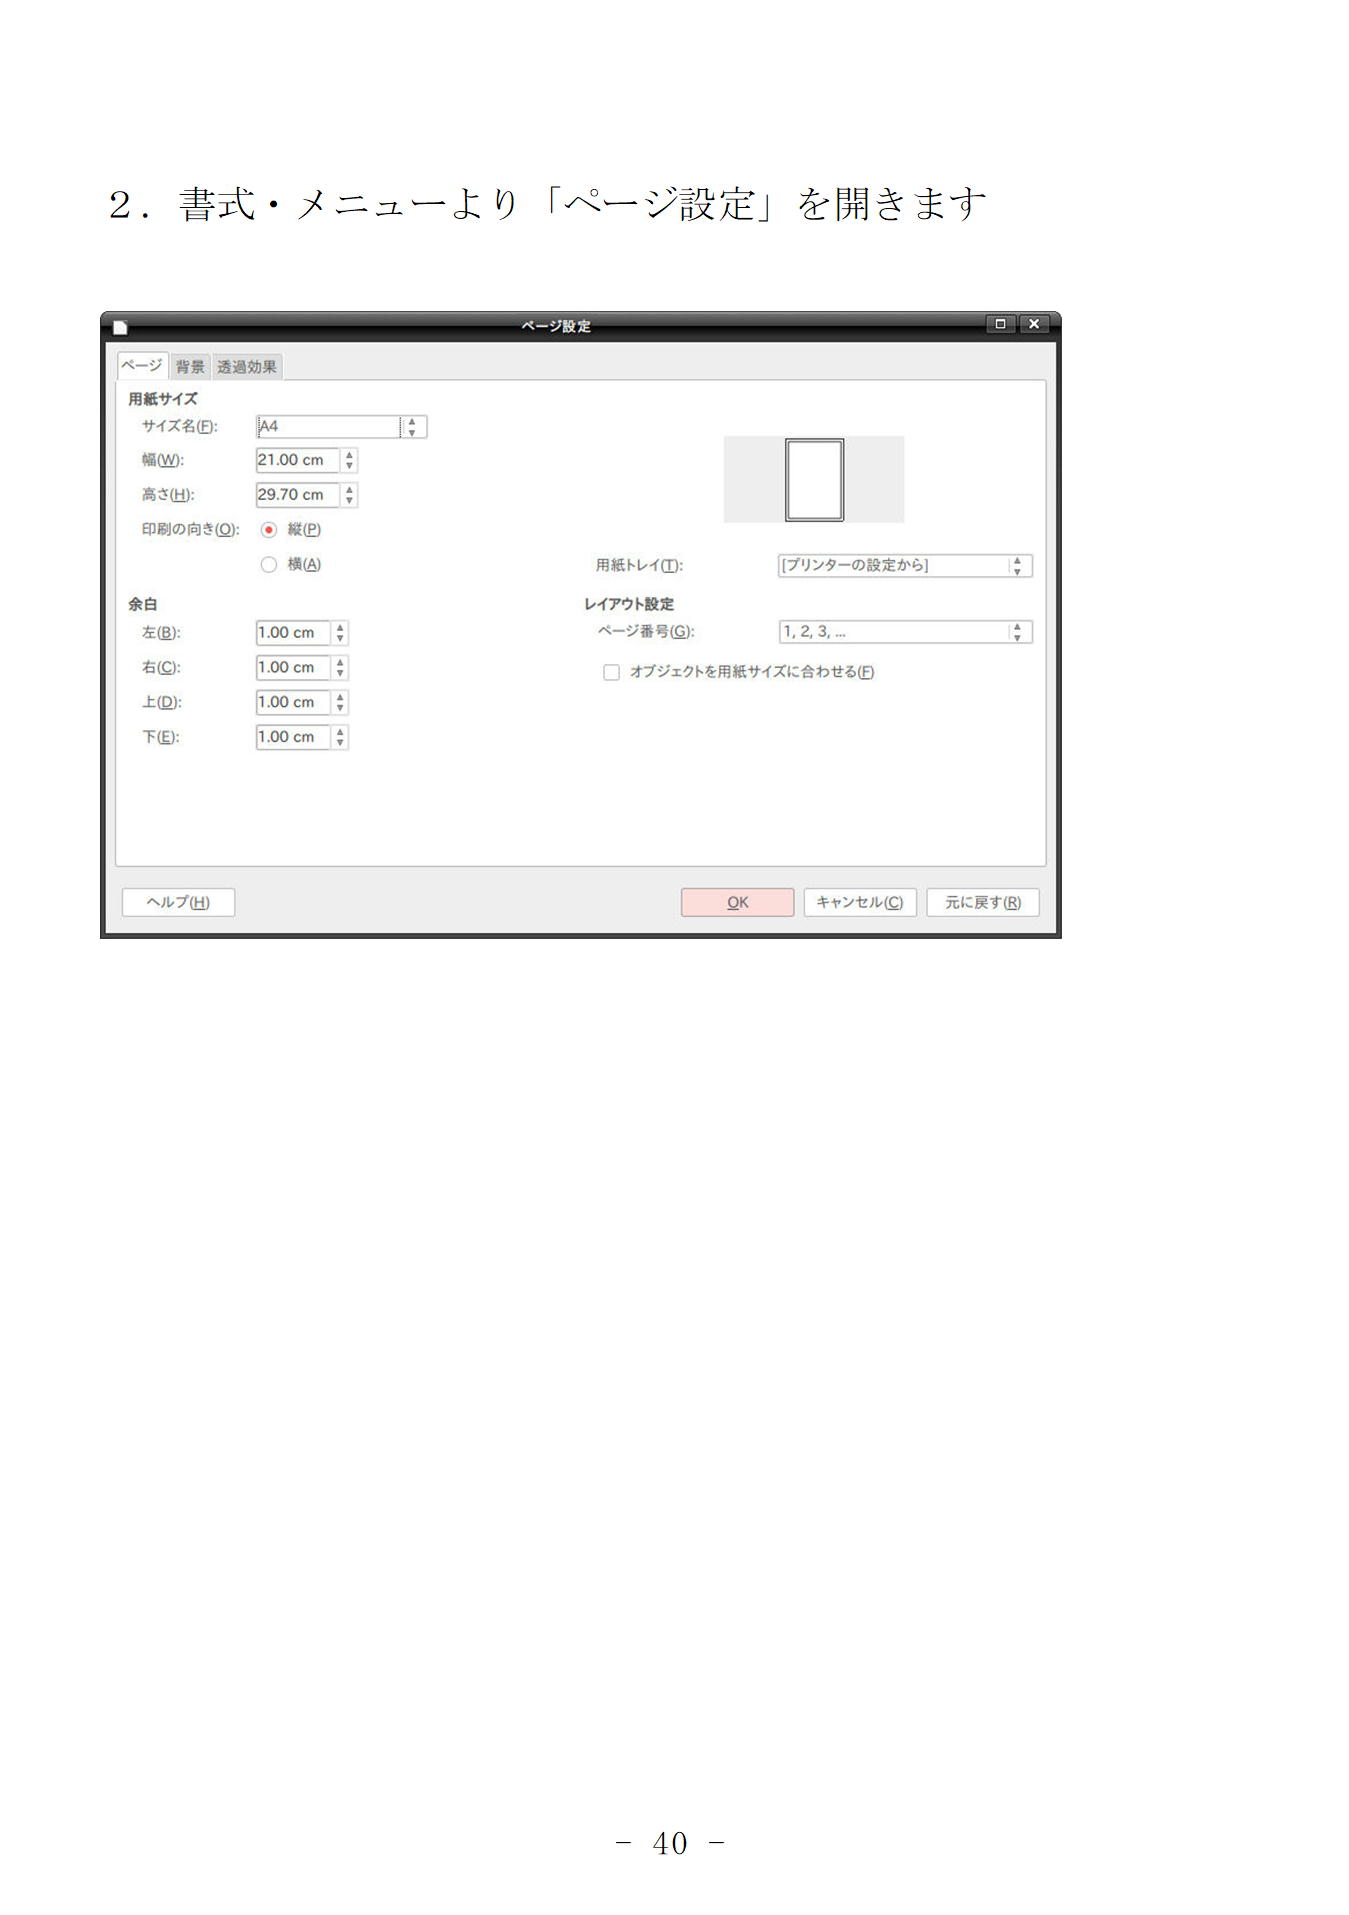 ２．書式・メニューより「ページ設定」を開きます
ページ設定
ページ 背景 透過効果
用紙サイズ
サイズ名(F): A4
幅(W): 21.00 cm
高さ(H): 29.70 cm
印刷の向き(O): 縦(P)
横(A)
用紙トレイ(T): [プリンターの設定から]
余白
左(B): 1.00 cm
右(C): 1.00 cm
上(D): 1.00 cm
下(E): 1.00 cm
レイアウト設定
ページ番号(G): 1, 2, 3, ...
オブジェクトを用紙サイズに合わせる(F)
ヘルプ(H) OK キャンセル(C) 元に戻す(R)
- 40 -